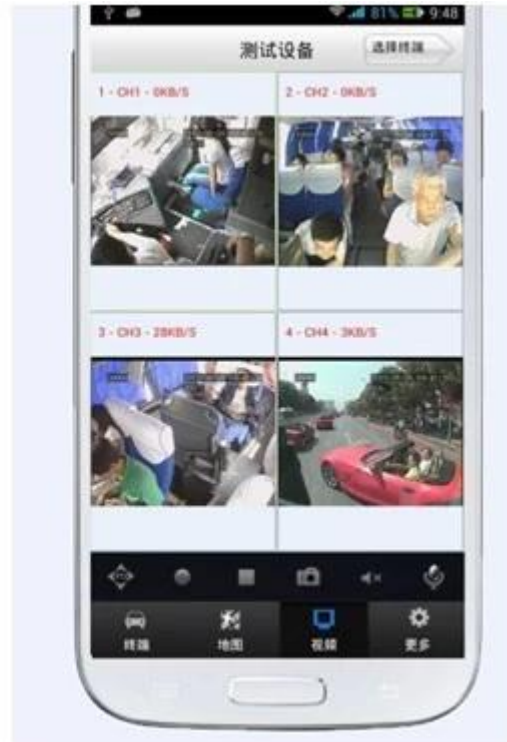 81% 9:48
测试设备
选择终端
1 - CH1 - 0KB/S
2 - CH2 - 0KB/S
3 - CH3 - 28KB/S
4 - CH4 - 3KB/S
终端
地图
视频
更多